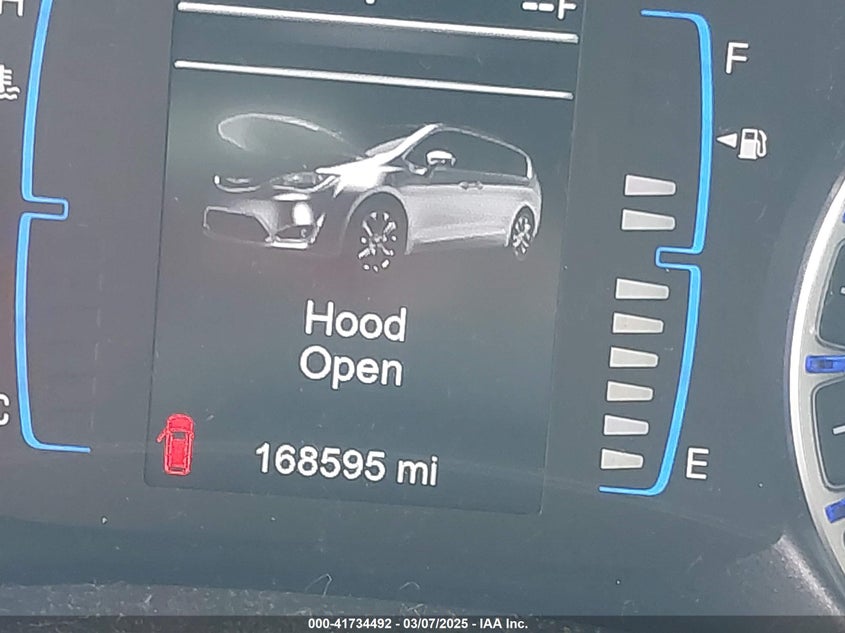 H
--F
F
Hood
Open
C
168595 mi
E
000-41734492 - 03/07/2025 - IAA Inc.